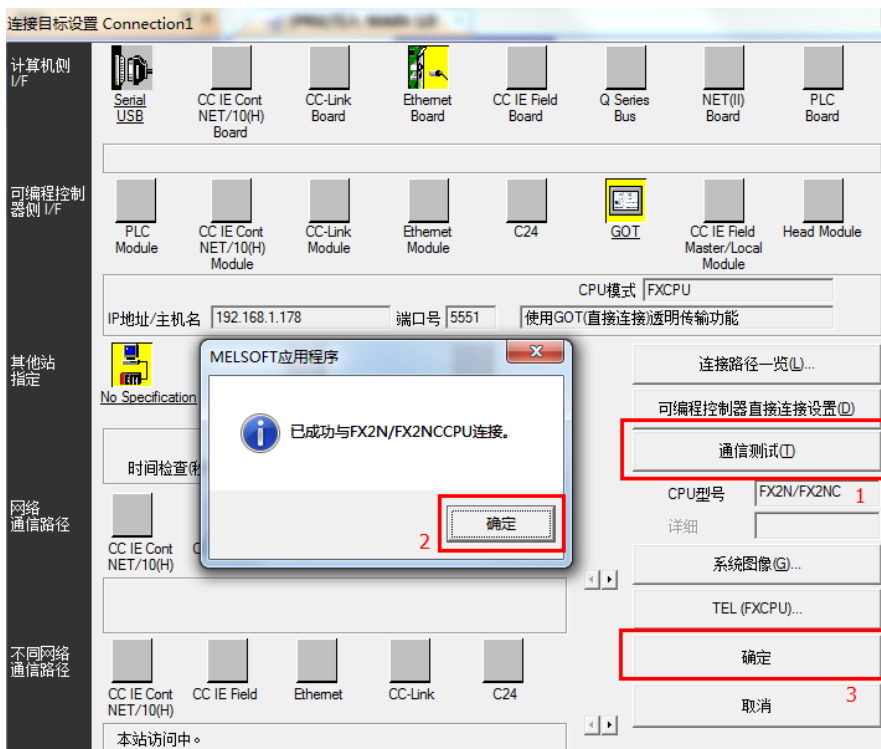 连接目标设置 Connection1
计算机侧
I/F
Serial
USB
CC IE Cont
NET/10(H)
Board
CC-Link
Board
Ethernet
Board
CC IE Field
Board
Q Series
Bus
NET(II)
Board
PLC
Board
可编程控制
器侧 I/F
PLC
Module
CC IE Cont
NET/10(H)
Module
CC-Link
Module
Ethernet
Module
C24
GOT
CC IE Field
Master/Local
Module
Head Module
CPU模式 FXCPU
IP地址/主机名 192.168.1.178 端口号 5551 使用GOT(直接连接)透明传输功能
其他站
指定
No Specification
时间检查(秒
MELSOFT应用程序
已成功与FX2N/FX2NCCPU连接。
2 确定
连接路径一览(L)...
可编程控制器直接连接设置(D)
通信测试(T)
CPU型号 FX2N/FX2NC 1
详细
系统图像(G)...
TEL (FXCPU)...
确定
3
取消
网络
通信路径
CC IE Cont
NET/10(H)
不同网络
通信路径
CC IE Cont
NET/10(H)
CC IE Field
Ethernet
CC-Link
C24
本站访问中。